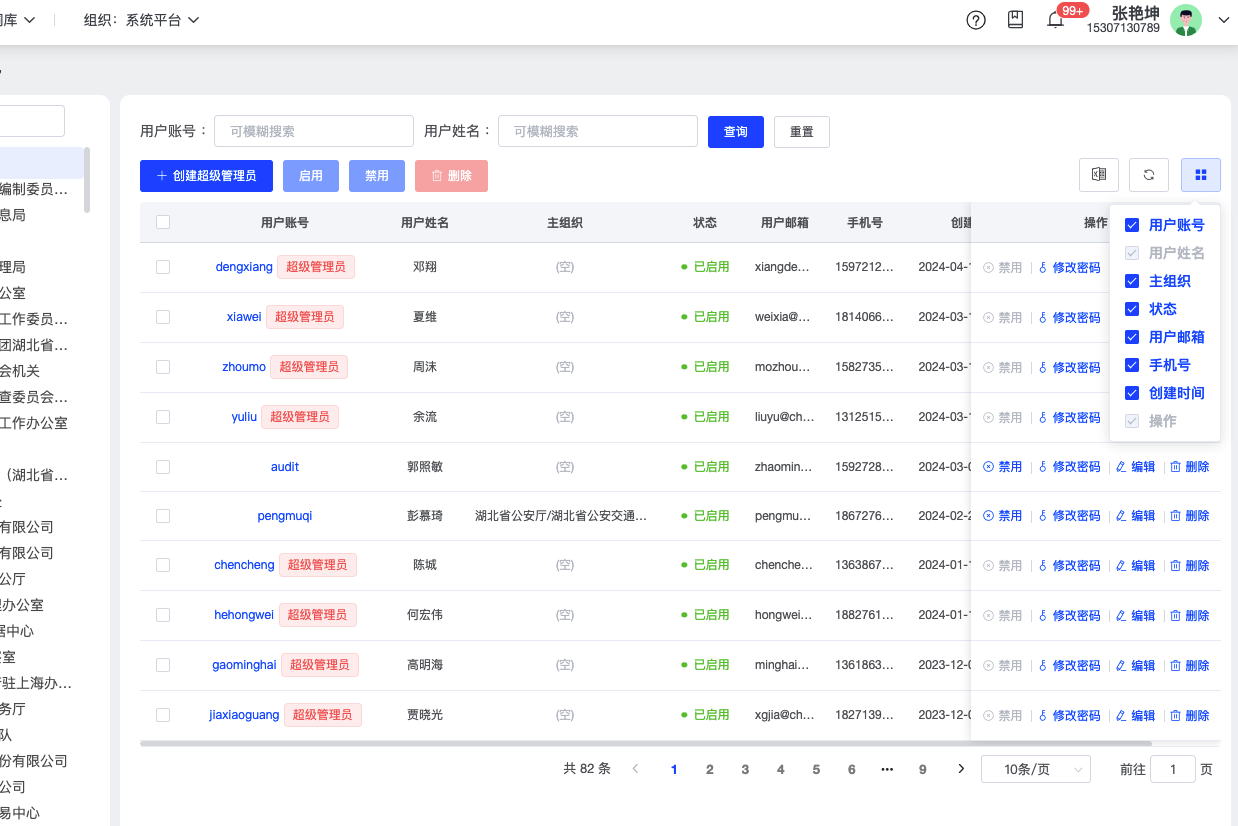 组织： 系统平台
99+
张艳坤
15307130789
编制委员…
息局
理局
公室
工作委员…
团湖北省…
会机关
查委员会…
工作办公室
（湖北省…
有限公司
有限公司
公厅
办公室
中心
室
驻上海办…
务厅
队
份有限公司
公司
易中心
用户账号： 可模糊搜索 用户姓名： 可模糊搜索 查询 重置
创建超级管理员 启用 禁用 删除
用户账号 用户姓名 主组织 状态 用户邮箱 手机号 创建 操作
dengxiang 超级管理员 邓翔 (空) 已启用 xiangde... 1597212... 2024-04-1 禁用 修改密码
xiawei 超级管理员 夏维 (空) 已启用 weixia@... 1814066... 2024-03-1 禁用 修改密码
zhoumo 超级管理员 周沫 (空) 已启用 mozhou... 1582735... 2024-03-1 禁用 修改密码
yuliu 超级管理员 余流 (空) 已启用 liuyu@ch... 1312515... 2024-03-1 禁用 修改密码
audit 郭照敏 (空) 已启用 zhaomin... 1592728... 2024-03-0 禁用 修改密码 编辑 删除
pengmuqi 彭慕琦 湖北省公安厅/湖北省公安交通... 已启用 pengmu... 1867276... 2024-02-2 禁用 修改密码 编辑 删除
chencheng 超级管理员 陈城 (空) 已启用 chenche... 1363867... 2024-01-1 禁用 修改密码 编辑 删除
hehongwei 超级管理员 何宏伟 (空) 已启用 hongwei... 1882761... 2024-01-1 禁用 修改密码 编辑 删除
gaominghai 超级管理员 高明海 (空) 已启用 minghai... 1361863... 2023-12-0 禁用 修改密码 编辑 删除
jiaxiaoguang 超级管理员 贾晓光 (空) 已启用 xgjia@ch... 1827139... 2023-12-0 禁用 修改密码 编辑 删除
用户账号
用户姓名
主组织
状态
用户邮箱
手机号
创建时间
操作
共 82 条 1 2 3 4 5 6 ••• 9 10条/页 前往 1 页